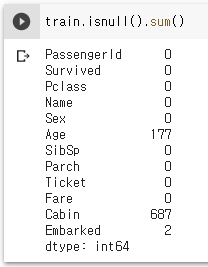 train.isnull().sum()
PassengerId 0
Survived 0
Pclass 0
Name 0
Sex 0
Age 177
SibSp 0
Parch 0
Ticket 0
Fare 0
Cabin 687
Embarked 2
dtype: int64